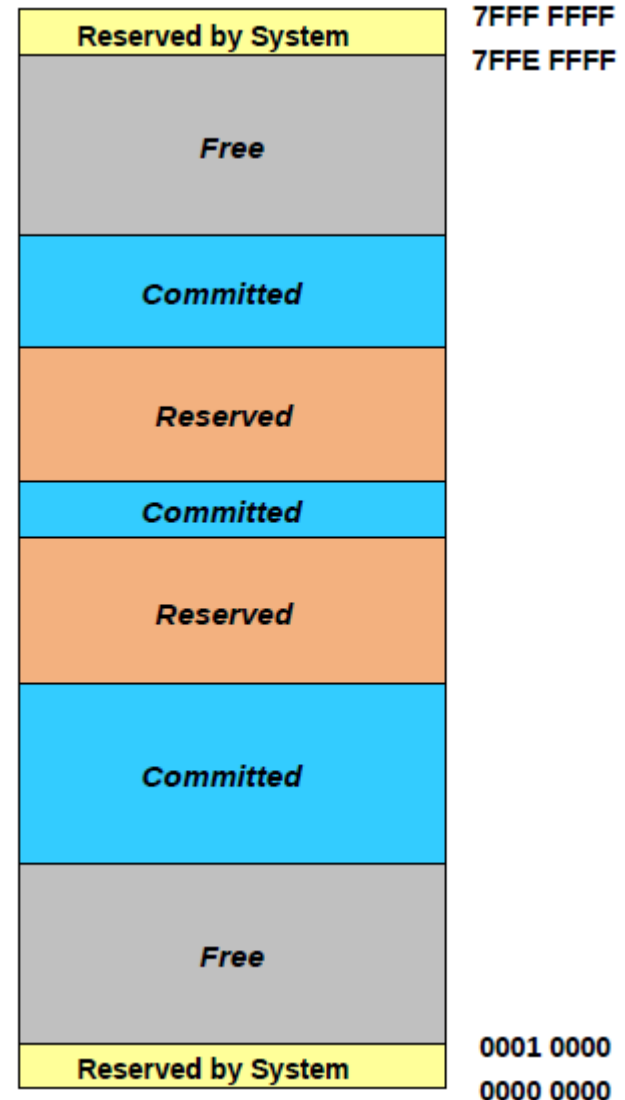 Reserved by System
7FFF FFFF
7FFE FFFF
Free
Committed
Reserved
Committed
Reserved
Committed
Free
0001 0000
Reserved by System
0000 0000